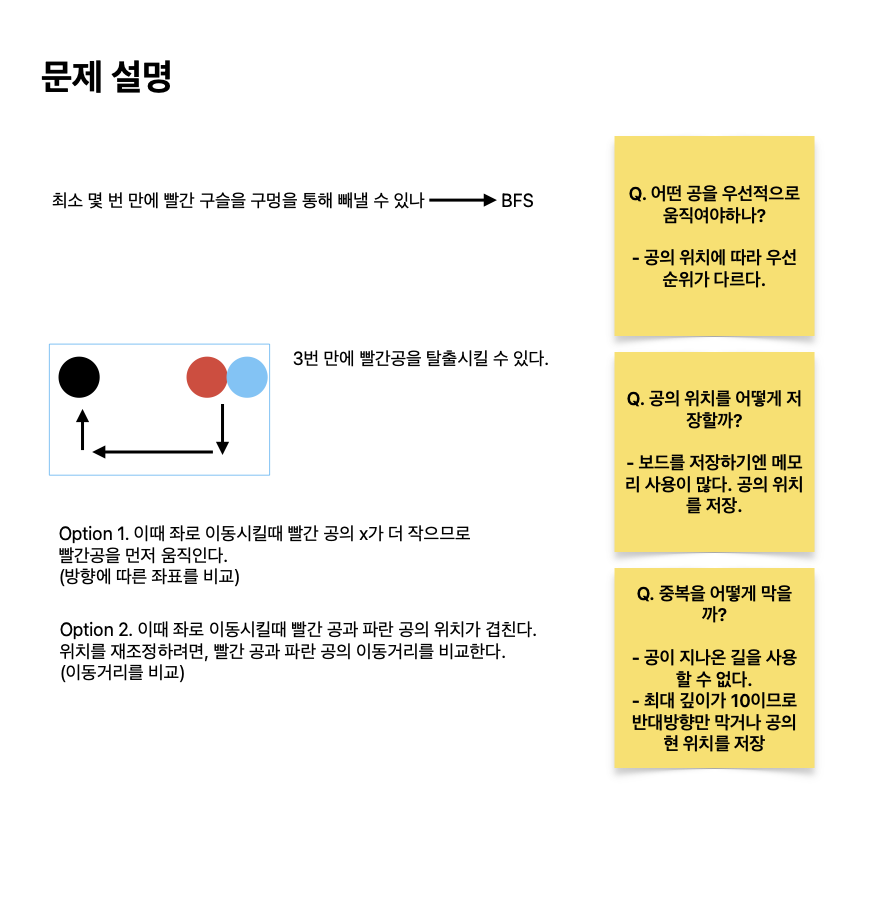 문제 설명
최소 몇 번 만에 빨간 구슬을 구멍을 통해 빼낼 수 있나
BFS
3번 만에 빨간공을 탈출시킬 수 있다.
Option 1. 이때 좌로 이동시킬때 빨간 공의 x가 더 작으므로
빨간공을 먼저 움직인다.
(방향에 따른 좌표를 비교)
Option 2. 이때 좌로 이동시킬때 빨간 공과 파란 공의 위치가 겹친다.
위치를 재조정하려면, 빨간 공과 파란 공의 이동거리를 비교한다.
(이동거리를 비교)
Q. 어떤 공을 우선적으로
움직여야하나?
- 공의 위치에 따라 우선
순위가 다르다.
Q. 공의 위치를 어떻게 저
장할까?
- 보드를 저장하기엔 메모
리 사용이 많다. 공의 위치
를 저장.
Q. 중복을 어떻게 막을
까?
- 공이 지나온 길을 사용
할 수 없다.
- 최대 깊이가 10이므로
반대방향만 막거나 공의
현 위치를 저장